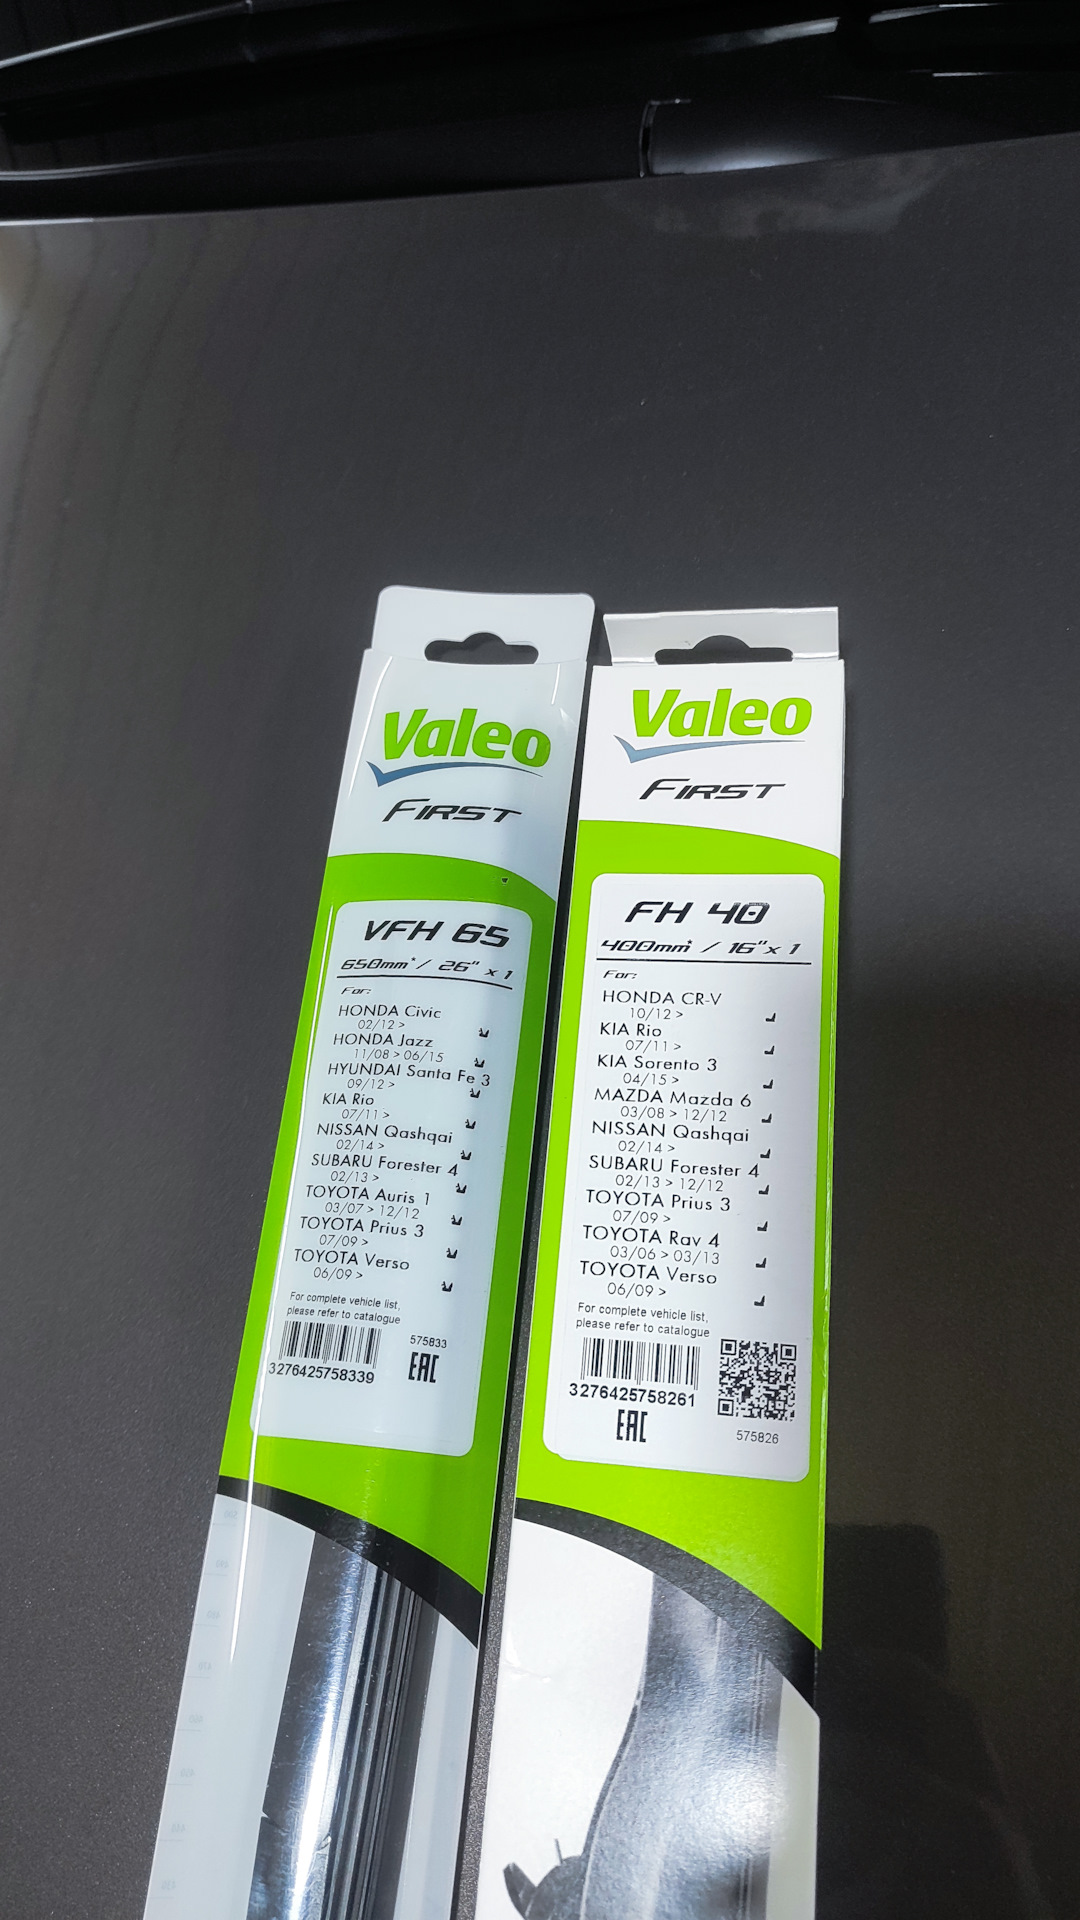 Valeo
First
VFH 65
650mm* / 26" x 1
For:
HONDA Civic
02/12 >
HONDA Jazz
11/08 > 06/15
HYUNDAI Santa Fe 3
09/12 >
KIA Rio
07/11 >
NISSAN Qashqai
02/14 >
SUBARU Forester 4
02/13 >
TOYOTA Auris 1
03/07 > 12/12
TOYOTA Prius 3
07/09 >
TOYOTA Verso
06/09 >
For complete vehicle list,
please refer to catalogue
575833
3276425758339
EAC
Valeo
First
FH 40
400mm* / 16" x 1
For:
HONDA CR-V
10/12 >
KIA Rio
07/11 >
KIA Sorento 3
04/15 >
MAZDA Mazda 6
03/08 > 12/12
NISSAN Qashqai
02/14 >
SUBARU Forester 4
02/13 > 12/12
TOYOTA Prius 3
07/09 >
TOYOTA Rav 4
03/06 > 03/13
TOYOTA Verso
06/09 >
For complete vehicle list,
please refer to catalogue
3276425758261
EAC
575826